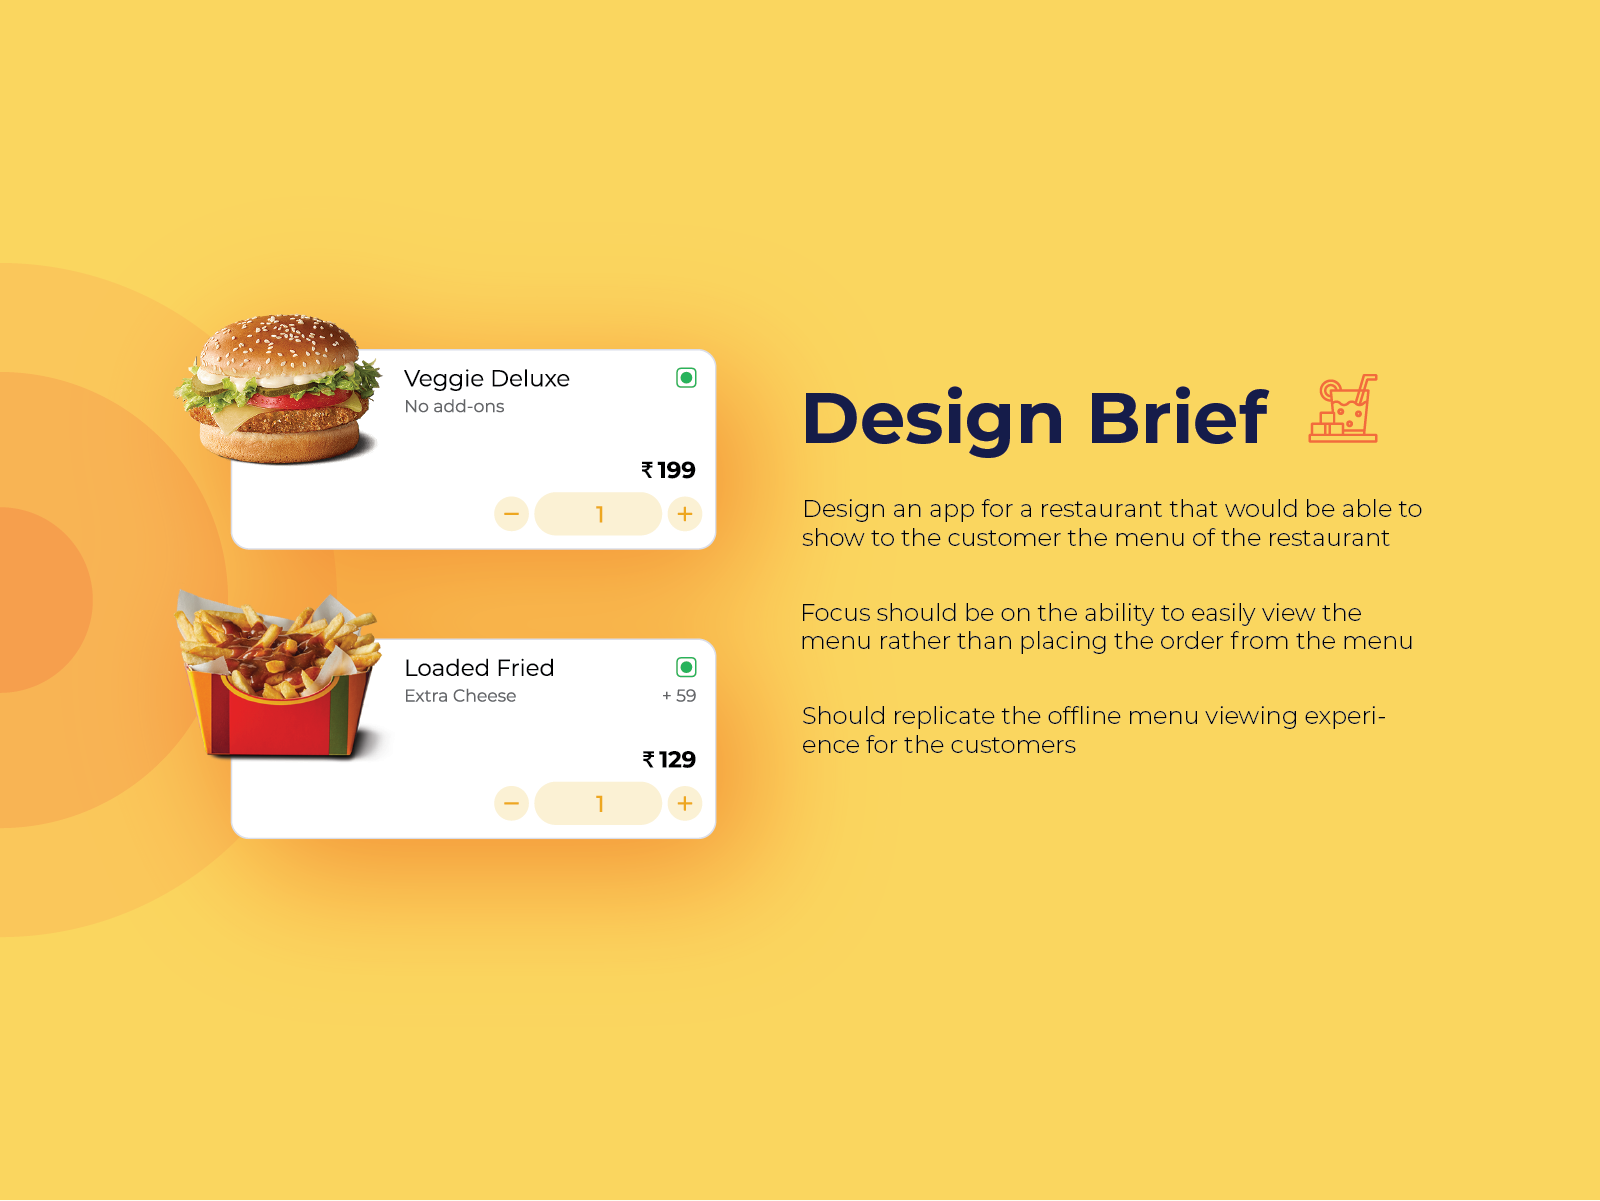 Veggie Deluxe
No add-ons
₹ 199
− 1 +
Loaded Fried
Extra Cheese + 59
₹ 129
− 1 +
Design Brief
Design an app for a restaurant that would be able to
show to the customer the menu of the restaurant
Focus should be on the ability to easily view the
menu rather than placing the order from the menu
Should replicate the offline menu viewing experi-
ence for the customers